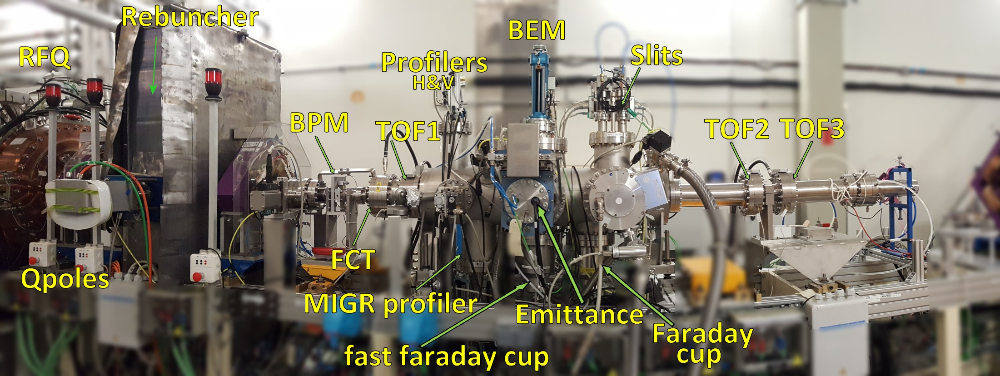 Rebuncher
BEM
RFQ
Profilers
H&V
Slits
BPM
TOF1
TOF2
TOF3
FCT
Qpoles
MIGR profiler
Emittance
Faraday
cup
fast faraday cup